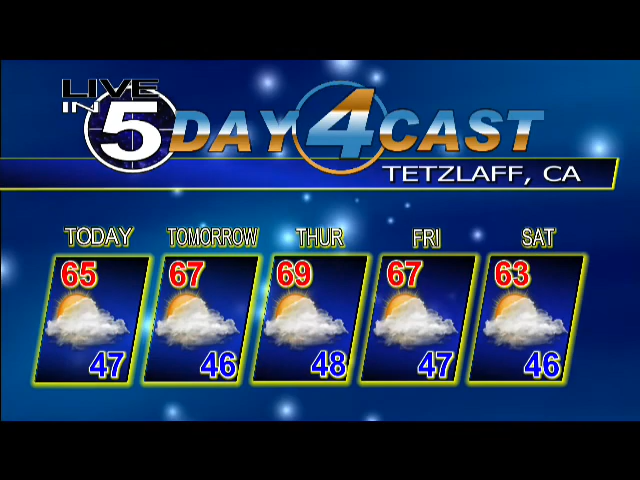 LIVE
IN
5 DAY 4 CAST
TETZLAFF, CA
TODAY TOMORROW THUR FRI SAT
65 67 69 67 63
47 46 48 47 46